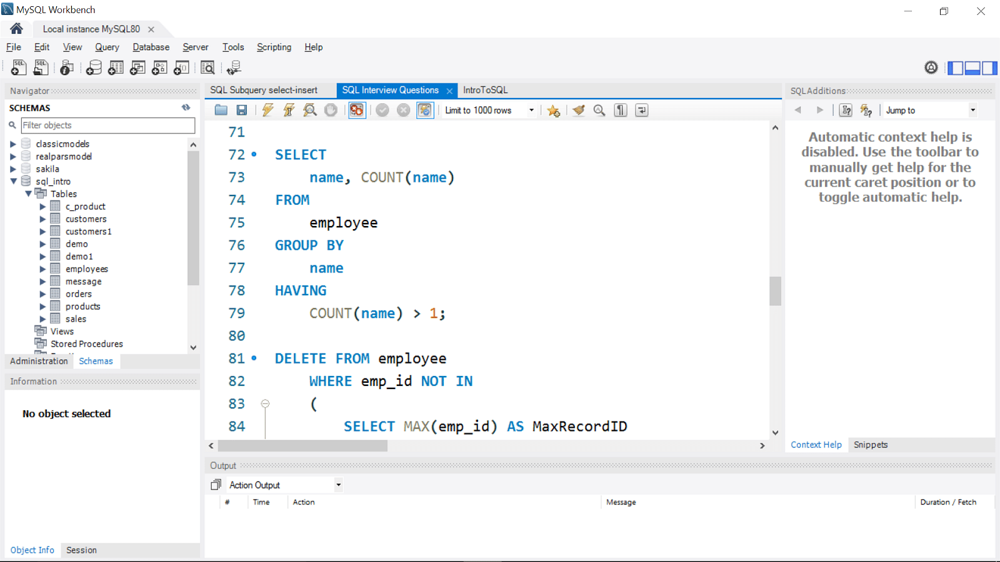 MySQL Workbench
Local instance MySQL80
File Edit View Query Database Server Tools Scripting Help
Navigator
SCHEMAS
Filter objects
classicmodels
realparsmodel
sakila
sql_intro
Tables
c_product
customers
customers1
demo
demo1
employees
message
orders
products
sales
Views
Stored Procedures
Administration Schemas
Information
No object selected
Object Info Session
SQL Subquery select-insert SQL Interview Questions IntroToSQL
Limit to 1000 rows
71
72 SELECT
73 name, COUNT(name)
74 FROM
75 employee
76 GROUP BY
77 name
78 HAVING
79 COUNT(name) > 1;
80
81 DELETE FROM employee
82 WHERE emp_id NOT IN
83 (
84 SELECT MAX(emp_id) AS MaxRecordID
SQLAdditions
Jump to
Automatic context help is
disabled. Use the toolbar to
manually get help for the
current caret position or to
toggle automatic help.
Context Help Snippets
Output
Action Output
# Time Action Message Duration / Fetch